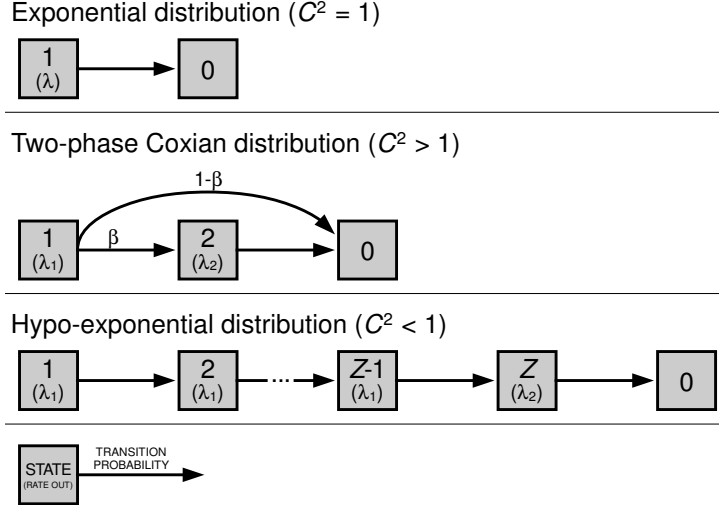 Exponential distribution (C² = 1)
1
(λ)
0
Two-phase Coxian distribution (C² > 1)
1-β
1
(λ₁)
β
2
(λ₂)
0
Hypo-exponential distribution (C² < 1)
1
(λ₁)
2
(λ₁)
...
Z-1
(λ₁)
Z
(λ₂)
0
STATE
(RATE OUT)
TRANSITION
PROBABILITY